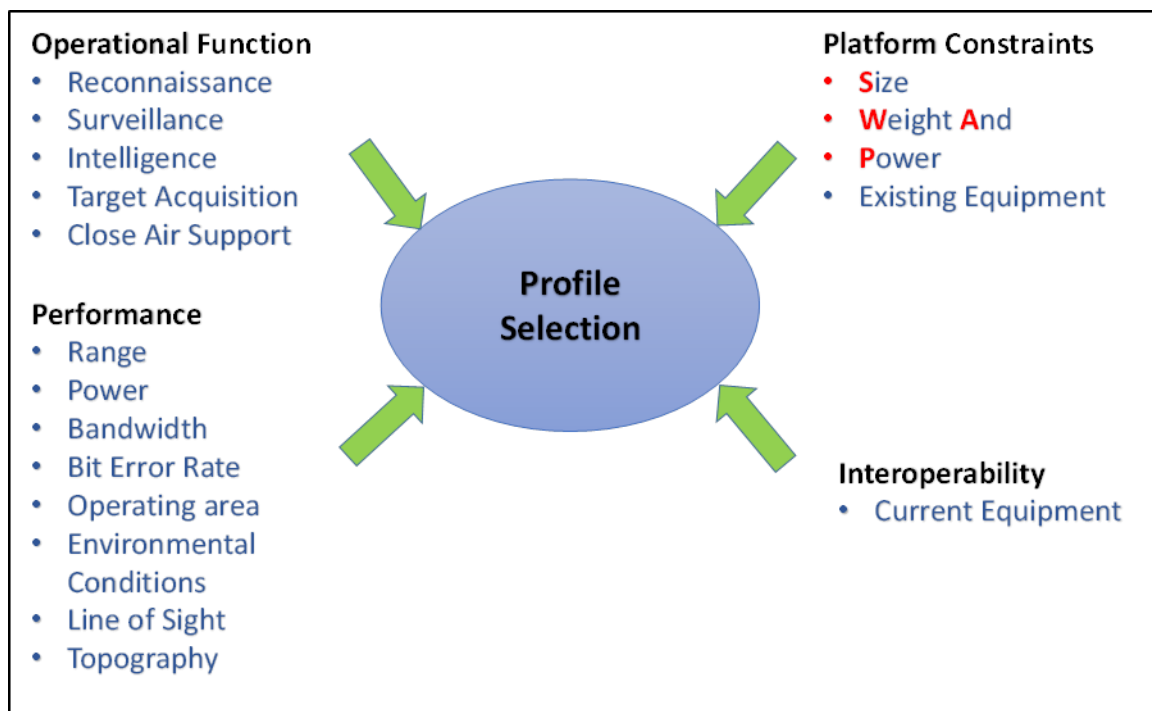 Operational Function
• Reconnaissance
• Surveillance
• Intelligence
• Target Acquisition
• Close Air Support
Performance
• Range
• Power
• Bandwidth
• Bit Error Rate
• Operating area
• Environmental
Conditions
• Line of Sight
• Topography
Profile
Selection
Platform Constraints
• Size
• Weight And
• Power
• Existing Equipment
Interoperability
• Current Equipment